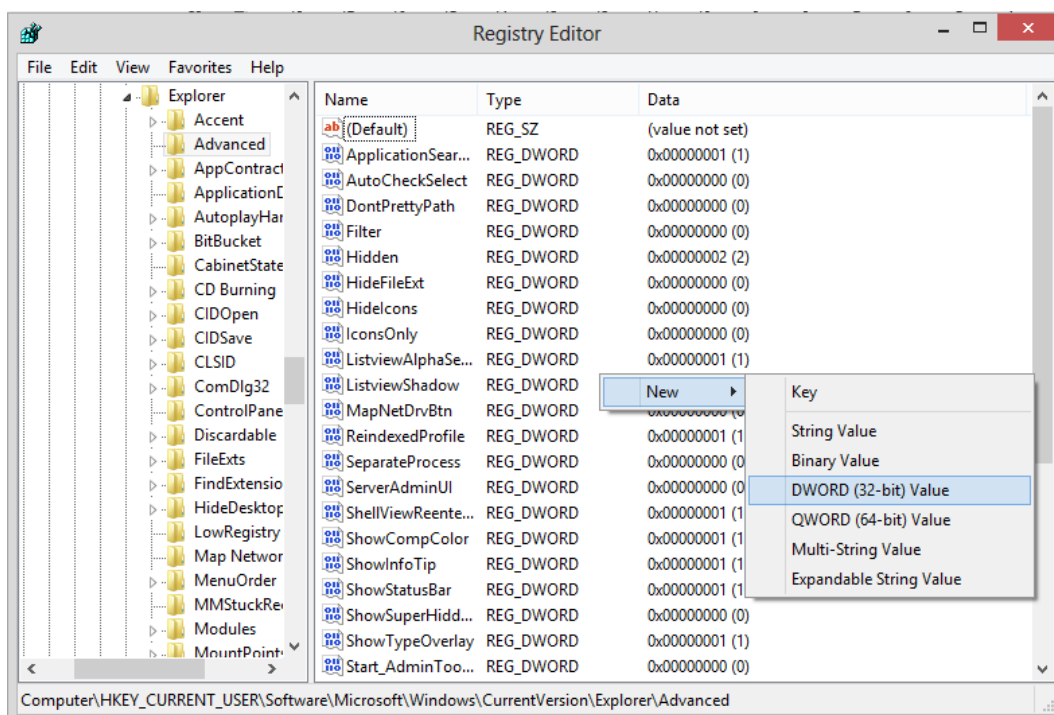 Registry Editor
File Edit View Favorites Help
Explorer
Accent
Advanced
AppContract
ApplicationD
AutoplayHan
BitBucket
CabinetState
CD Burning
CIDOpen
CIDSave
CLSID
ComDlg32
ControlPane
Discardable
FileExts
FindExtensio
HideDesktop
LowRegistry
Map Networ
MenuOrder
MMStuckRe
Modules
MountPoint
Name Type Data
(Default) REG_SZ (value not set)
ApplicationSear... REG_DWORD 0x00000001 (1)
AutoCheckSelect REG_DWORD 0x00000000 (0)
DontPrettyPath REG_DWORD 0x00000000 (0)
Filter REG_DWORD 0x00000000 (0)
Hidden REG_DWORD 0x00000002 (2)
HideFileExt REG_DWORD 0x00000000 (0)
HideIcons REG_DWORD 0x00000000 (0)
IconsOnly REG_DWORD 0x00000000 (0)
ListviewAlphaSe... REG_DWORD 0x00000001 (1)
ListviewShadow REG_DWORD
MapNetDrvBtn REG_DWORD 0x00000000 (0
ReindexedProfile REG_DWORD 0x00000001 (1
SeparateProcess REG_DWORD 0x00000000 (0
ServerAdminUI REG_DWORD 0x00000000 (0
ShellViewReente... REG_DWORD 0x00000001 (1
ShowCompColor REG_DWORD 0x00000001 (1
ShowInfoTip REG_DWORD 0x00000001 (1
ShowStatusBar REG_DWORD 0x00000001 (1
ShowSuperHidd... REG_DWORD 0x00000000 (0)
ShowTypeOverlay REG_DWORD 0x00000001 (1)
Start_AdminToo... REG_DWORD 0x00000000 (0)
New
Key
String Value
Binary Value
DWORD (32-bit) Value
QWORD (64-bit) Value
Multi-String Value
Expandable String Value
Computer\HKEY_CURRENT_USER\Software\Microsoft\Windows\CurrentVersion\Explorer\Advanced